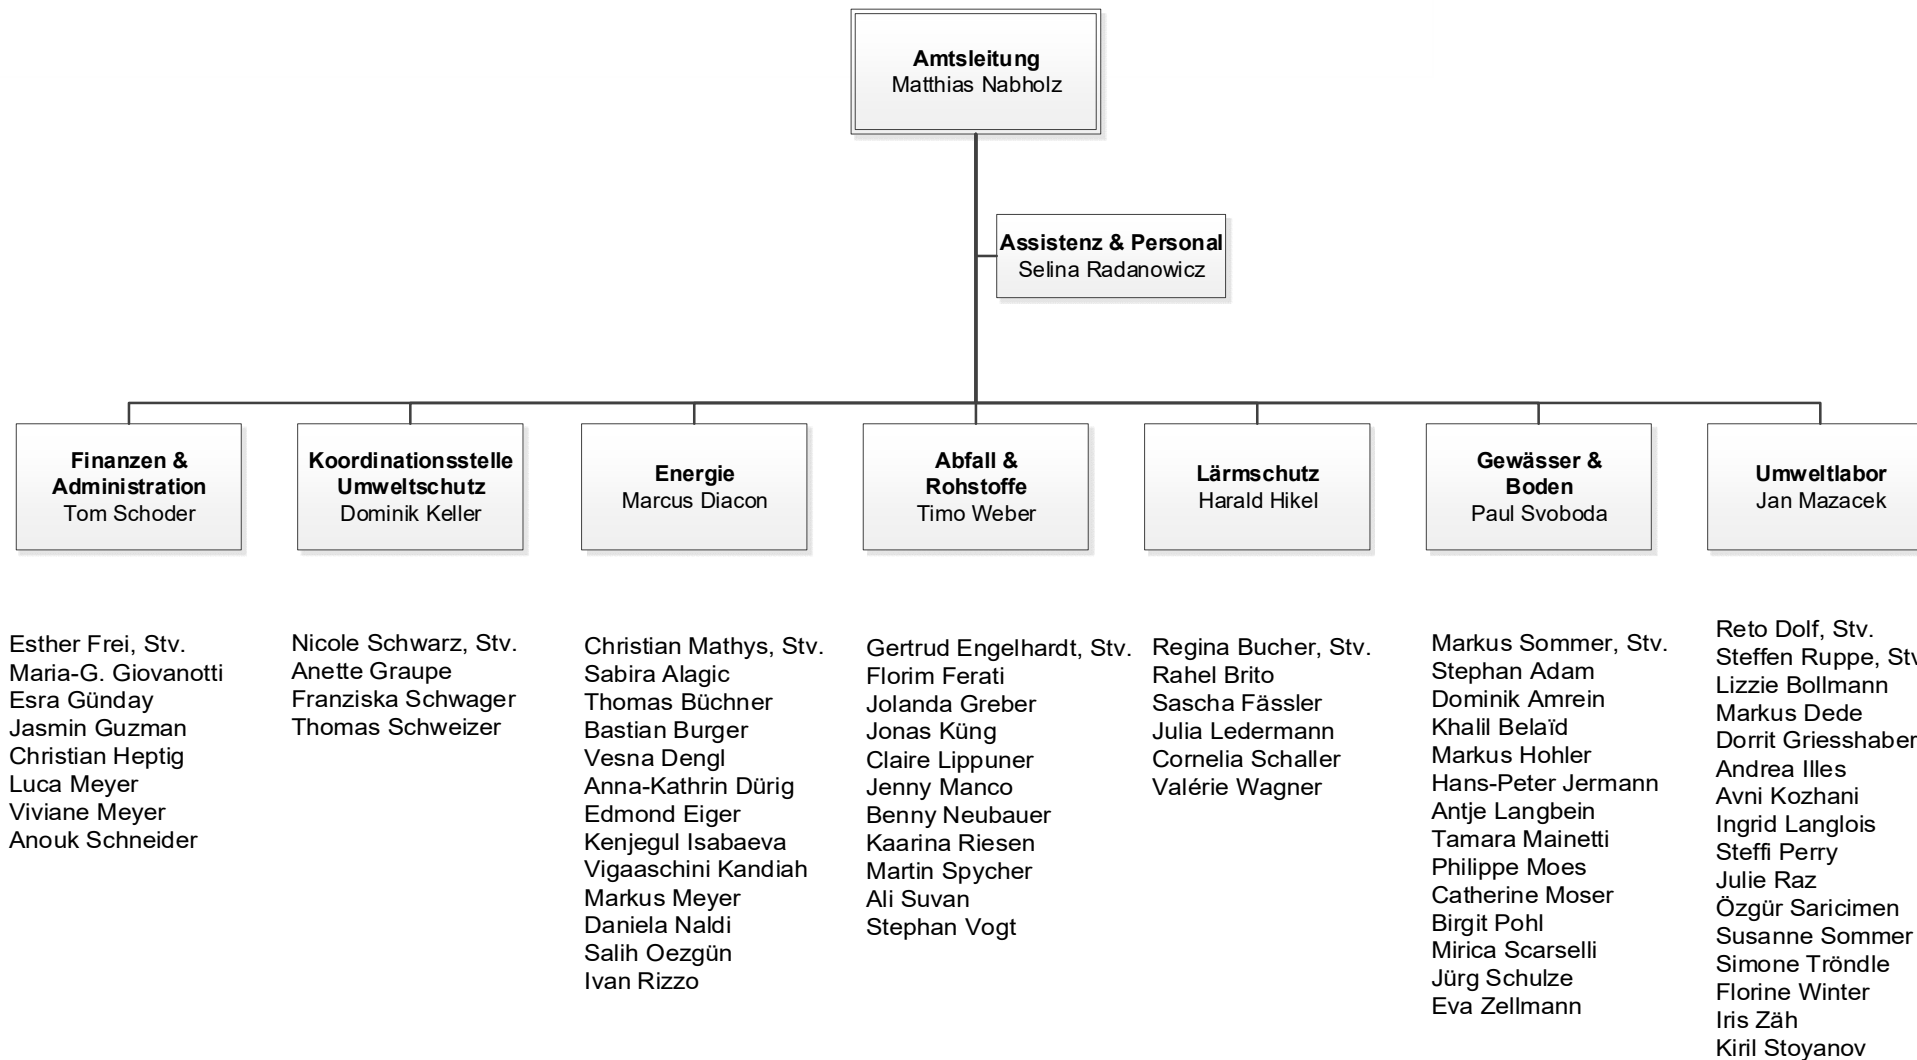 Amtsleitung
Matthias Nabholz
Assistenz & Personal
Selina Radanowicz
Finanzen &
Administration
Tom Schoder
Koordinationsstelle
Umweltschutz
Dominik Keller
Energie
Marcus Diacon
Abfall &
Rohstoffe
Timo Weber
Lärmschutz
Harald Hikel
Gewässer &
Boden
Paul Svoboda
Umweltlabor
Jan Mazacek
Esther Frei, Stv.
Maria-G. Giovanotti
Esra Günday
Jasmin Guzman
Christian Heptig
Luca Meyer
Viviane Meyer
Anouk Schneider
Nicole Schwarz, Stv.
Anette Graupe
Franziska Schwager
Thomas Schweizer
Christian Mathys, Stv.
Sabira Alagic
Thomas Büchner
Bastian Burger
Vesna Dengl
Anna-Kathrin Dürig
Edmond Eiger
Kenjegul Isabaeva
Vigaaschini Kandiah
Markus Meyer
Daniela Naldi
Salih Oezgün
Ivan Rizzo
Gertrud Engelhardt, Stv.
Florim Ferati
Jolanda Greber
Jonas Küng
Claire Lippuner
Jenny Manco
Benny Neubauer
Kaarina Riesen
Martin Spycher
Ali Suvan
Stephan Vogt
Regina Bucher, Stv.
Rahel Brito
Sascha Fässler
Julia Ledermann
Cornelia Schaller
Valérie Wagner
Markus Sommer, Stv.
Stephan Adam
Dominik Amrein
Khalil Belaïd
Markus Hohler
Hans-Peter Jermann
Antje Langbein
Tamara Mainetti
Philippe Moes
Catherine Moser
Birgit Pohl
Mirica Scarselli
Jürg Schulze
Eva Zellmann
Reto Dolf, Stv.
Steffen Ruppe, Stv
Lizzie Bollmann
Markus Dede
Dorrit Griesshaber
Andrea Illes
Avni Kozhani
Ingrid Langlois
Steffi Perry
Julie Raz
Özgür Saricimen
Susanne Sommer
Simone Tröndle
Florine Winter
Iris Zäh
Kiril Stoyanov